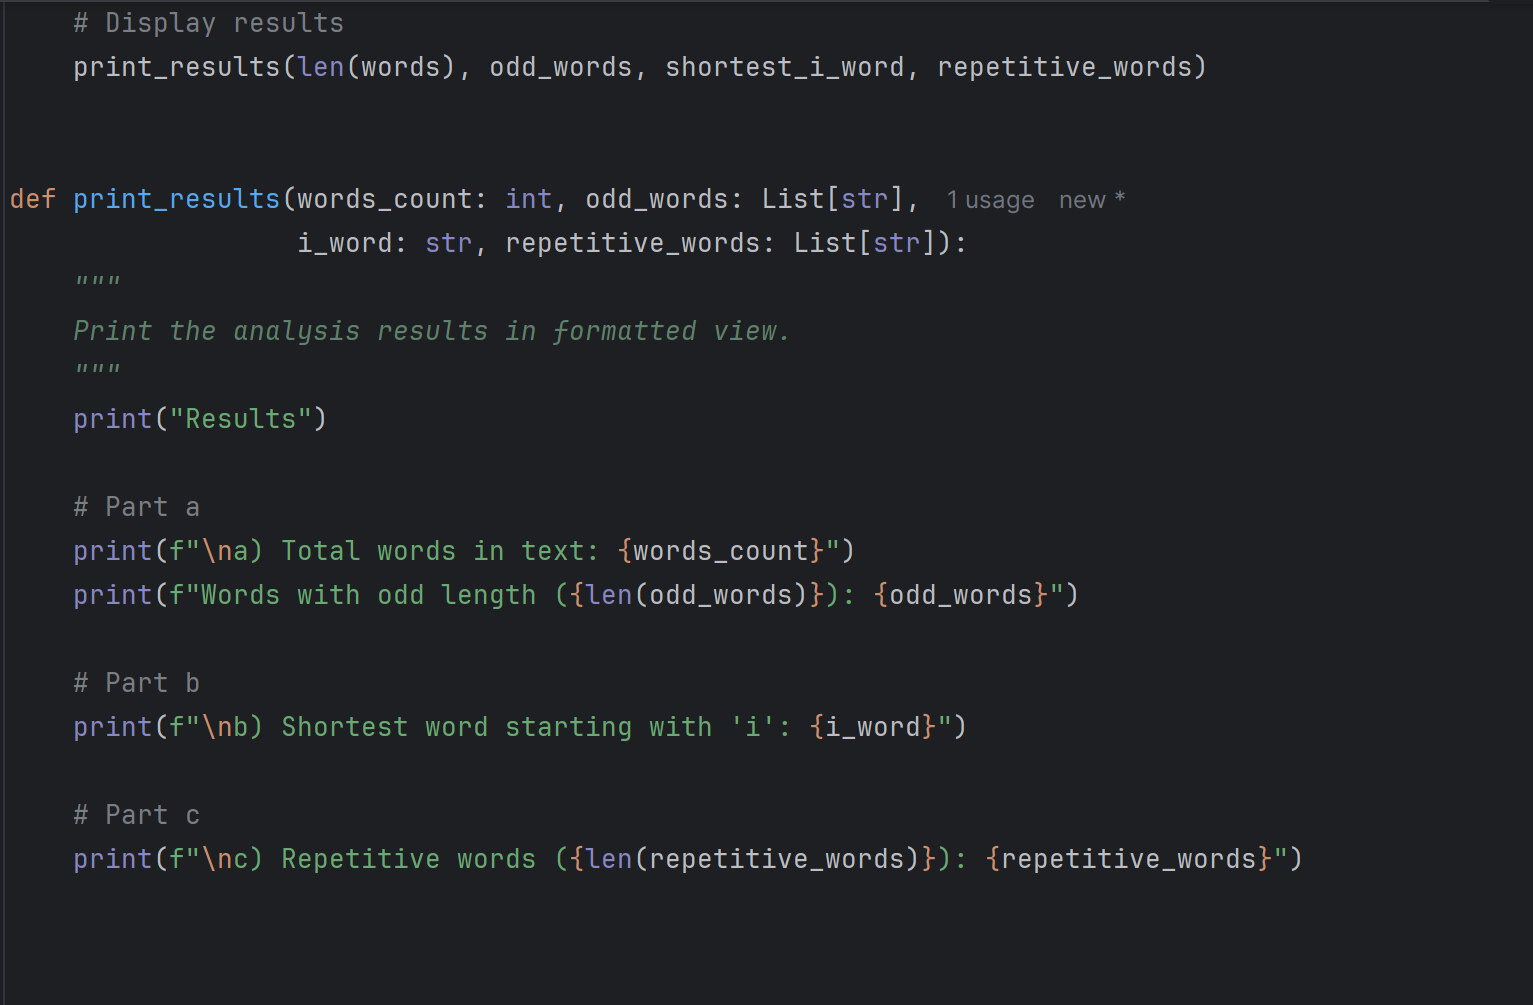 # Display results
print_results(len(words), odd_words, shortest_i_word, repetitive_words)
def print_results(words_count: int, odd_words: List[str], 1 usage new *
i_word: str, repetitive_words: List[str]):
"""
Print the analysis results in formatted view.
"""
print("Results")
# Part a
print(f"\na) Total words in text: {words_count}")
print(f"Words with odd length ({len(odd_words)}): {odd_words}")
# Part b
print(f"\nb) Shortest word starting with 'i': {i_word}")
# Part c
print(f"\nc) Repetitive words ({len(repetitive_words)}): {repetitive_words}")